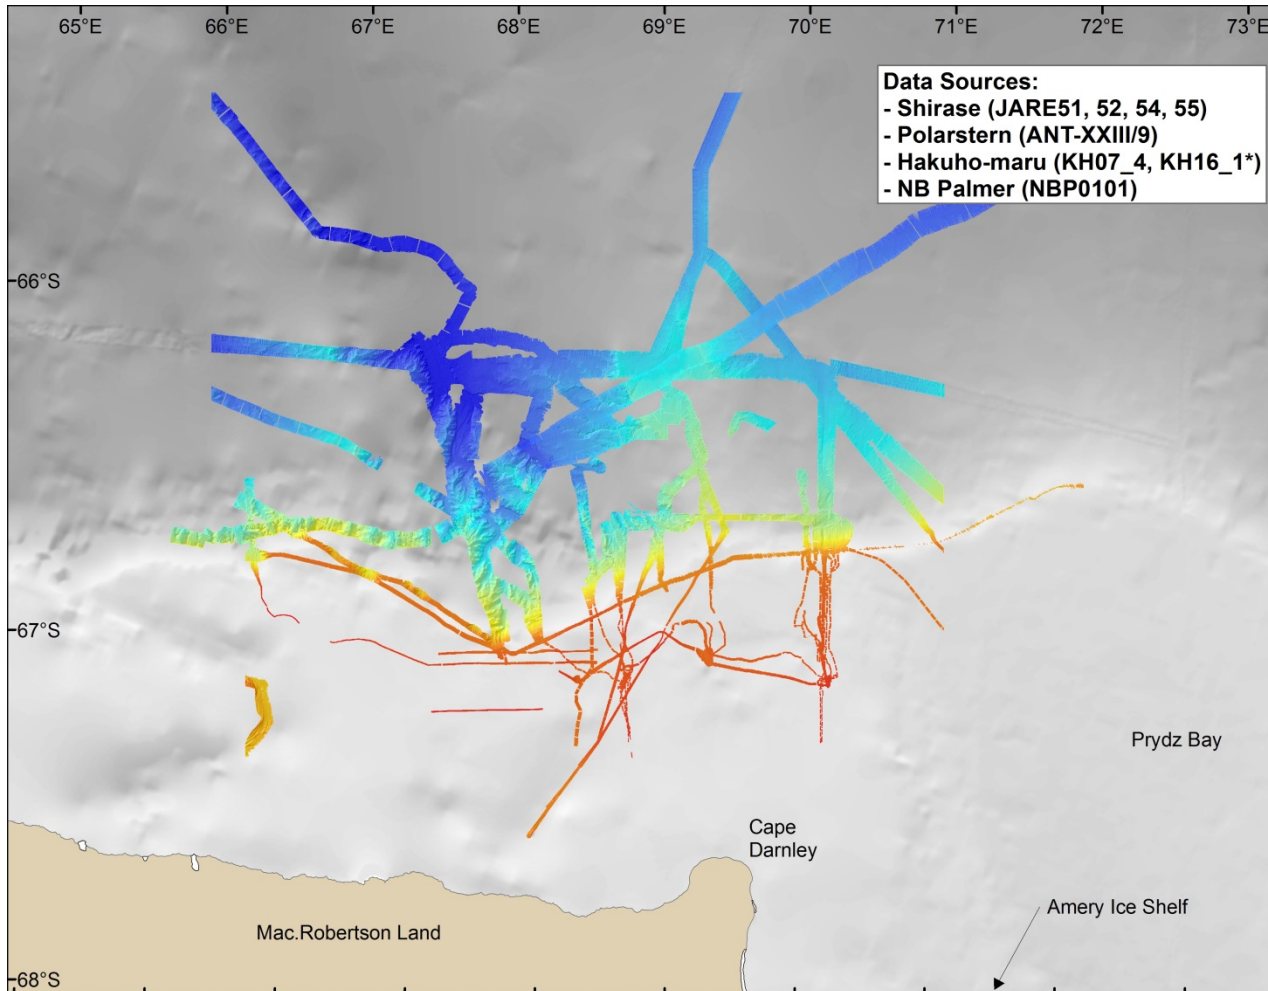 65°E 66°E 67°E 68°E 69°E 70°E 71°E 72°E 73°E
Data Sources:
- Shirase (JARE51, 52, 54, 55)
- Polarstern (ANT-XXIII/9)
- Hakuho-maru (KH07_4, KH16_1*)
- NB Palmer (NBP0101)
66°S
67°S
Prydz Bay
Cape
Darnley
Amery Ice Shelf
Mac.Robertson Land
68°S